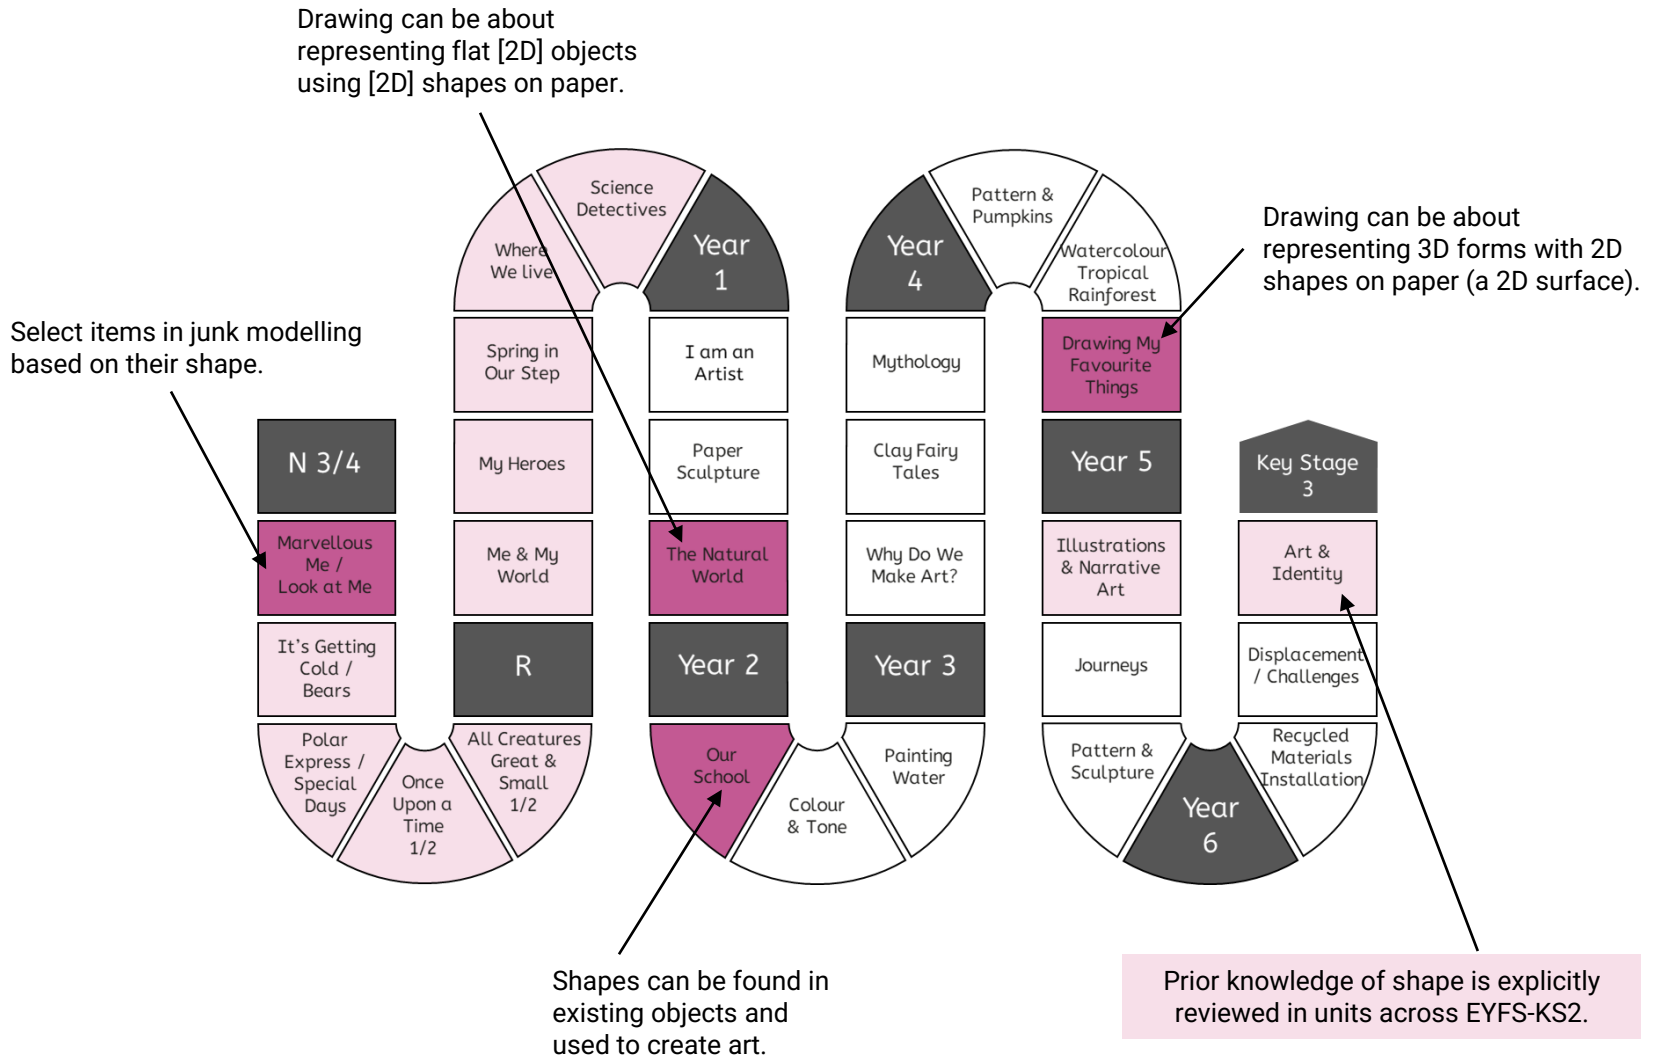 Drawing can be about
representing flat [2D] objects
using [2D] shapes on paper.
Drawing can be about
representing 3D forms with 2D
shapes on paper (a 2D surface).
Select items in junk modelling
based on their shape.
N 3/4
Marvellous
Me /
Look at Me
It's Getting
Cold /
Bears
Polar
Express /
Special
Days
Once
Upon a
Time
1/2
All Creatures
Great &
Small
1/2
R
Me & My
World
My Heroes
Spring in
Our Step
Where
We live
Science
Detectives
Year
1
I am an
Artist
Paper
Sculpture
The Natural
World
Year 2
Our
School
Colour
& Tone
Painting
Water
Year 3
Why Do We
Make Art?
Clay Fairy
Tales
Mythology
Year
4
Pattern &
Pumpkins
Watercolour
Tropical
Rainforest
Drawing My
Favourite
Things
Year 5
Illustrations
& Narrative
Art
Journeys
Pattern &
Sculpture
Year
6
Recycled
Materials
Installation
Displacement
/ Challenges
Art &
Identity
Key Stage
3
Shapes can be found in
existing objects and
used to create art.
Prior knowledge of shape is explicitly
reviewed in units across EYFS-KS2.